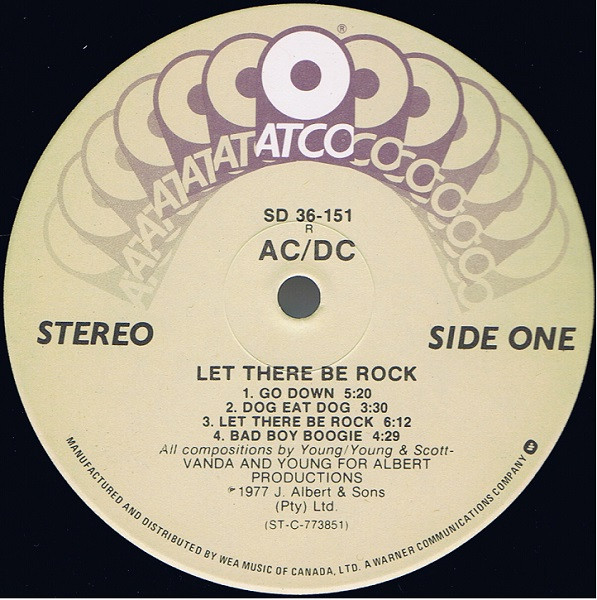 ®
ATCO
SD 36-151
R
AC/DC
STEREO
SIDE ONE
LET THERE BE ROCK
1. GO DOWN 5:20
2. DOG EAT DOG 3:30
3. LET THERE BE ROCK 6:12
4. BAD BOY BOOGIE 4:29
All compositions by Young/Young & Scott-
VANDA AND YOUNG FOR ALBERT
PRODUCTIONS
℗1977 J. Albert & Sons
(Pty) Ltd.
(ST-C-773851)
MANUFACTURED AND DISTRIBUTED BY WEA MUSIC OF CANADA, LTD. A WARNER COMMUNICATIONS COMPANY